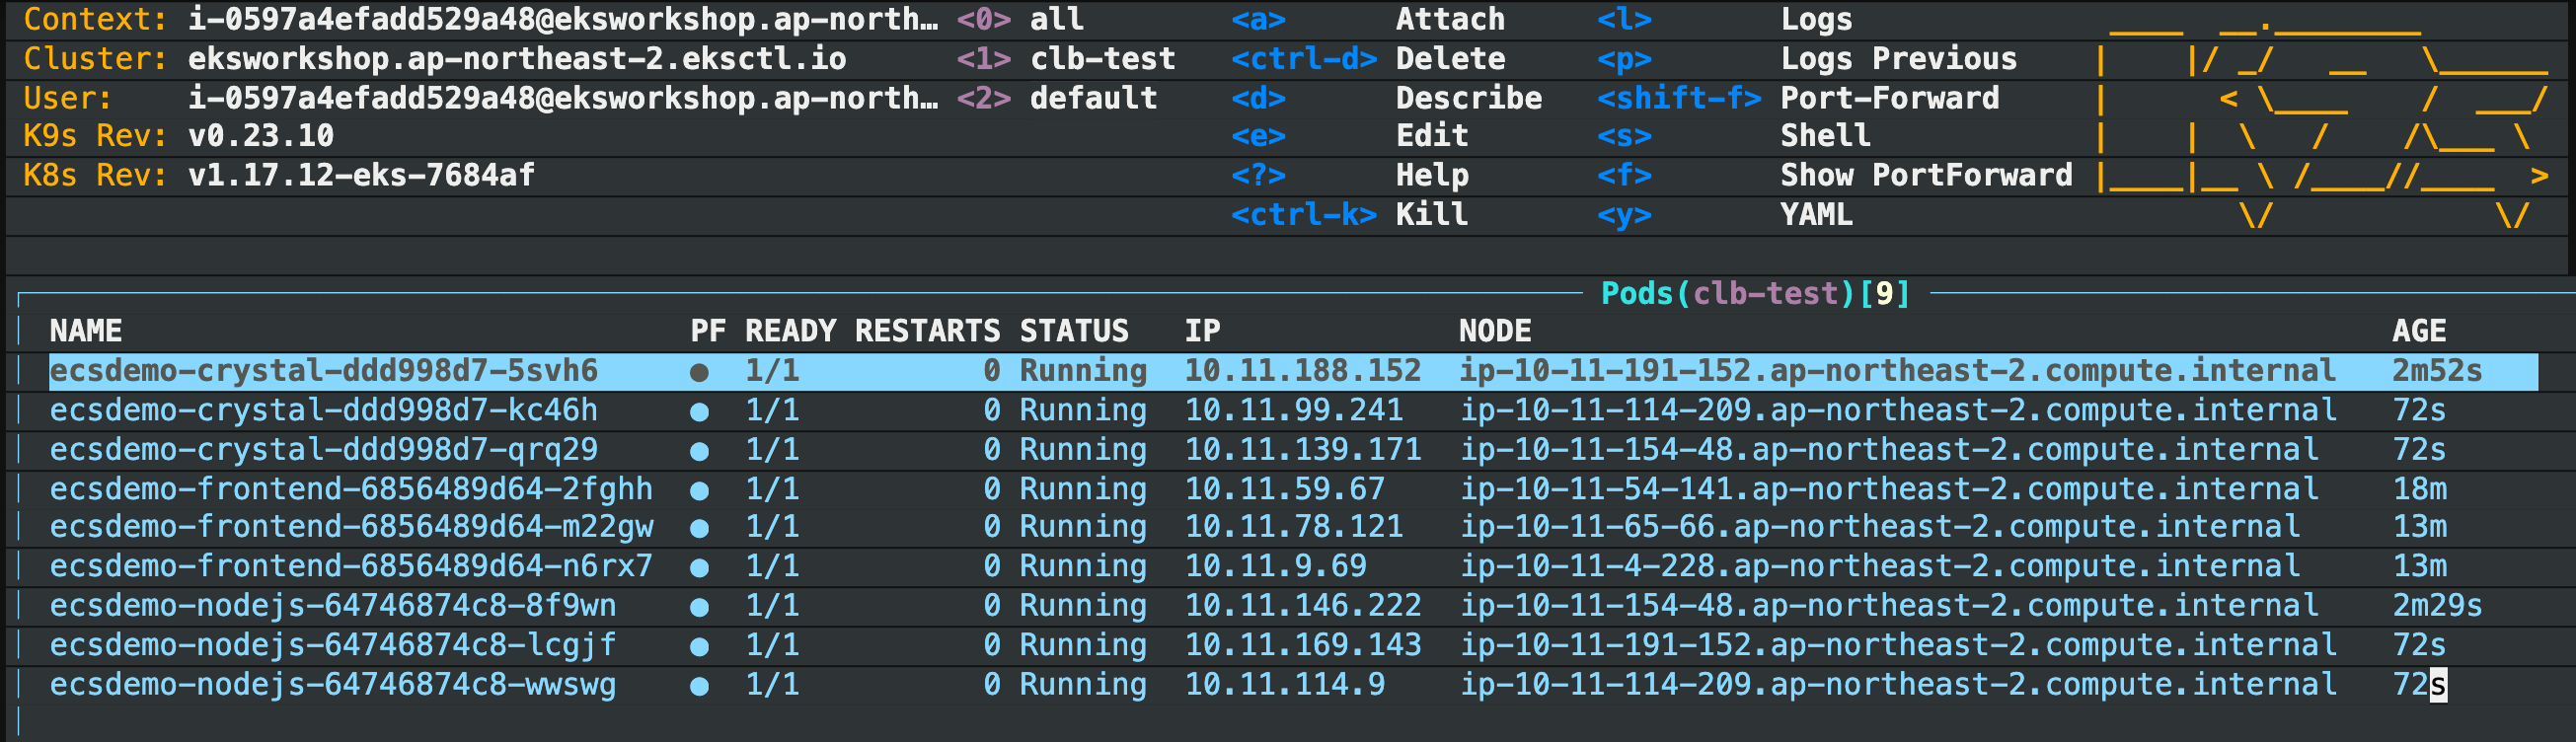 Context: i-0597a4efadd529a48@eksworkshop.ap-north… <0> all <a> Attach <l> Logs
Cluster: eksworkshop.ap-northeast-2.eksctl.io <1> clb-test <ctrl-d> Delete <p> Logs Previous
User: i-0597a4efadd529a48@eksworkshop.ap-north… <2> default <d> Describe <shift-f> Port-Forward
K9s Rev: v0.23.10 <e> Edit <s> Shell
K8s Rev: v1.17.12-eks-7684af <?> Help <f> Show PortForward
<ctrl-k> Kill <y> YAML
Pods(clb-test)[9]
NAME PF READY RESTARTS STATUS IP NODE AGE
ecsdemo-crystal-ddd998d7-5svh6 ● 1/1 0 Running 10.11.188.152 ip-10-11-191-152.ap-northeast-2.compute.internal 2m52s
ecsdemo-crystal-ddd998d7-kc46h ● 1/1 0 Running 10.11.99.241 ip-10-11-114-209.ap-northeast-2.compute.internal 72s
ecsdemo-crystal-ddd998d7-qrq29 ● 1/1 0 Running 10.11.139.171 ip-10-11-154-48.ap-northeast-2.compute.internal 72s
ecsdemo-frontend-6856489d64-2fghh ● 1/1 0 Running 10.11.59.67 ip-10-11-54-141.ap-northeast-2.compute.internal 18m
ecsdemo-frontend-6856489d64-m22gw ● 1/1 0 Running 10.11.78.121 ip-10-11-65-66.ap-northeast-2.compute.internal 13m
ecsdemo-frontend-6856489d64-n6rx7 ● 1/1 0 Running 10.11.9.69 ip-10-11-4-228.ap-northeast-2.compute.internal 13m
ecsdemo-nodejs-64746874c8-8f9wn ● 1/1 0 Running 10.11.146.222 ip-10-11-154-48.ap-northeast-2.compute.internal 2m29s
ecsdemo-nodejs-64746874c8-lcgjf ● 1/1 0 Running 10.11.169.143 ip-10-11-191-152.ap-northeast-2.compute.internal 72s
ecsdemo-nodejs-64746874c8-wwswg ● 1/1 0 Running 10.11.114.9 ip-10-11-114-209.ap-northeast-2.compute.internal 72s